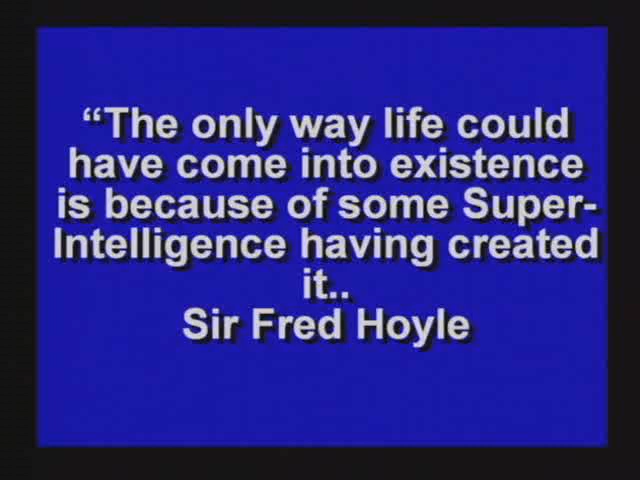 “The only way life could
have come into existence
is because of some Super-
Intelligence having created
it..
Sir Fred Hoyle